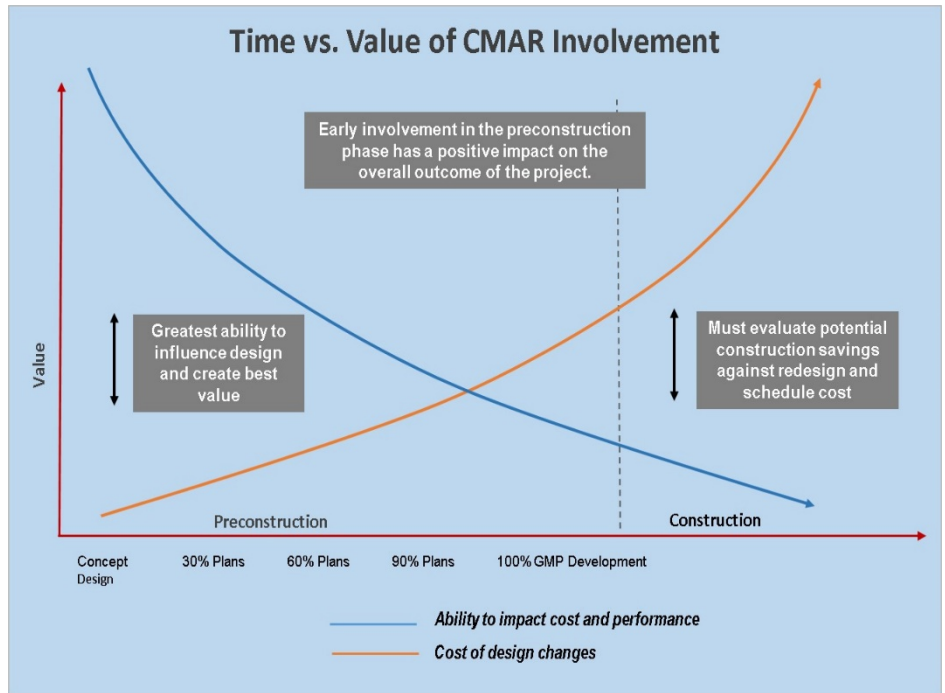 Time vs. Value of CMAR Involvement
Early involvement in the preconstruction
phase has a positive impact on the
overall outcome of the project.
Greatest ability to
influence design
and create best
value
Must evaluate potential
construction savings
against redesign and
schedule cost
Value
Preconstruction
Construction
Concept
Design
30% Plans
60% Plans
90% Plans
100% GMP Development
Ability to impact cost and performance
Cost of design changes